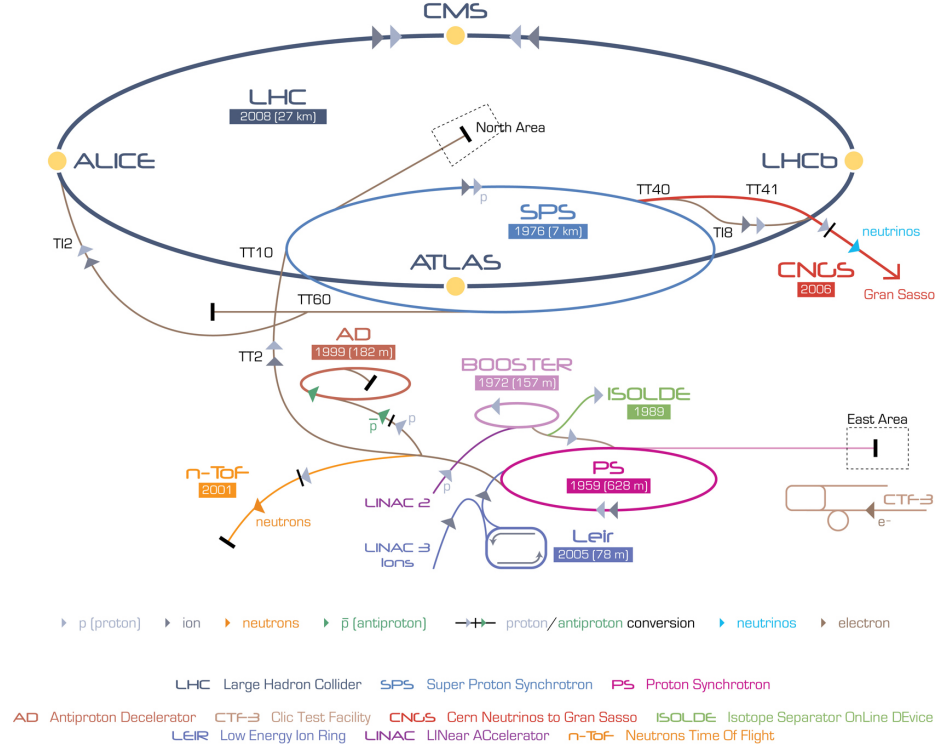 CMS
LHC
2008 (27 km)
North Area
ALICE
LHCb
TT40
TT41
p
SPS
1976 (7 km)
TI8
neutrinos
TI2
TT10
ATLAS
CNGS
2006
Gran Sasso
TT60
AD
1999 (182 m)
TT2
BOOSTER
1972 (157 m)
ISOLDE
1989
p
p̄
East Area
n-ToF
2001
PS
1959 (628 m)
LINAC 2
p
neutrons
CTF-3
e-
LINAC 3
Ions
Leir
2005 (78 m)
p (proton)
ion
neutrons
p̄ (antiproton)
proton/antiproton conversion
neutrinos
electron
LHC Large Hadron Collider SPS Super Proton Synchrotron PS Proton Synchrotron
AD Antiproton Decelerator CTF-3 Clic Test Facility CNGS Cern Neutrinos to Gran Sasso ISOLDE Isotope Separator OnLine DEvice
LEIR Low Energy Ion Ring LINAC LINear ACcelerator n-ToF Neutrons Time Of Flight